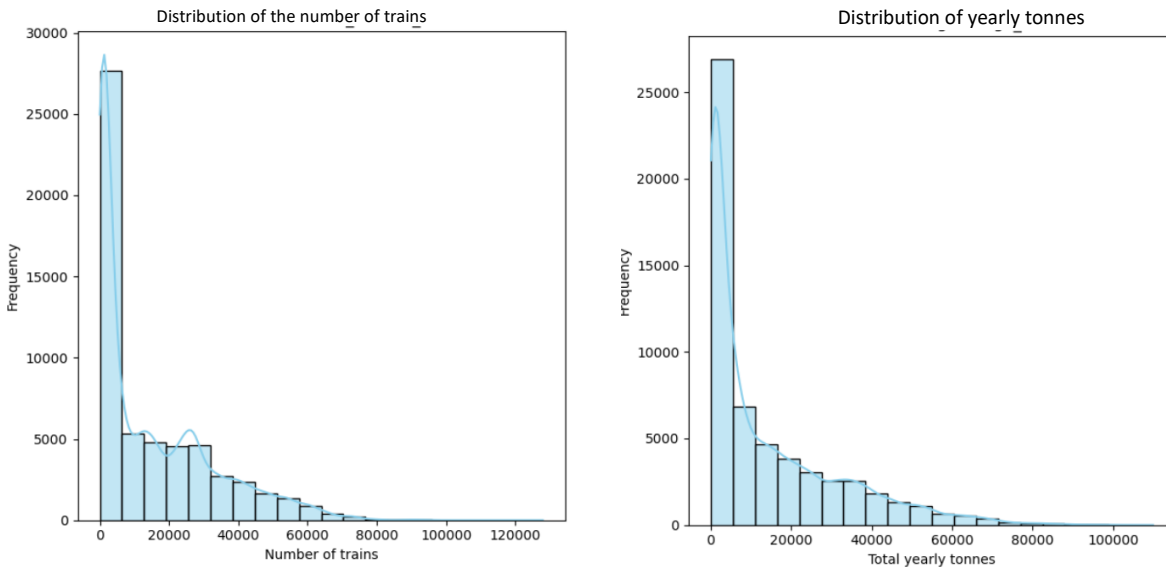 Distribution of the number of trains
30000
25000
20000
15000
10000
5000
0
Frequency
0 20000 40000 60000 80000 100000 120000
Number of trains
Distribution of yearly tonnes
25000
20000
15000
10000
5000
0
Frequency
0 20000 40000 60000 80000 100000
Total yearly tonnes